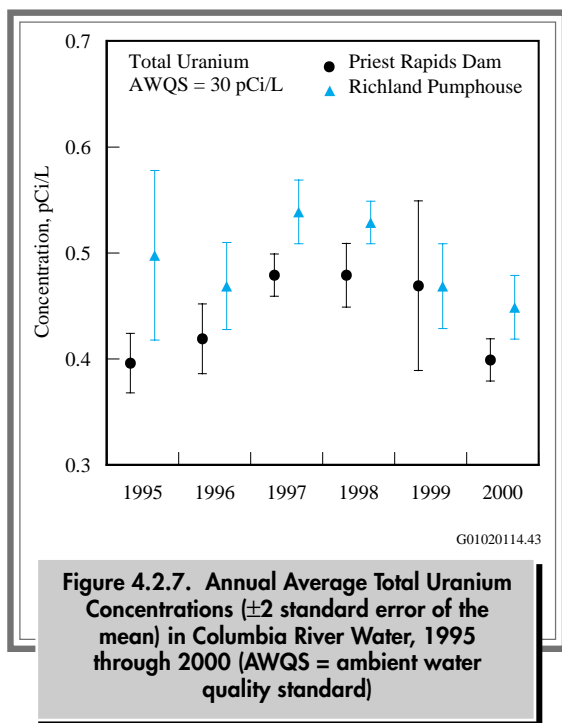 0.7
Total Uranium
AWQS = 30 pCi/L
Priest Rapids Dam
Richland Pumphouse
0.6
Concentration, pCi/L
0.5
0.4
0.3
1995 1996 1997 1998 1999 2000
G01020114.43
Figure 4.2.7. Annual Average Total Uranium
Concentrations (±2 standard error of the
mean) in Columbia River Water, 1995
through 2000 (AWQS = ambient water
quality standard)